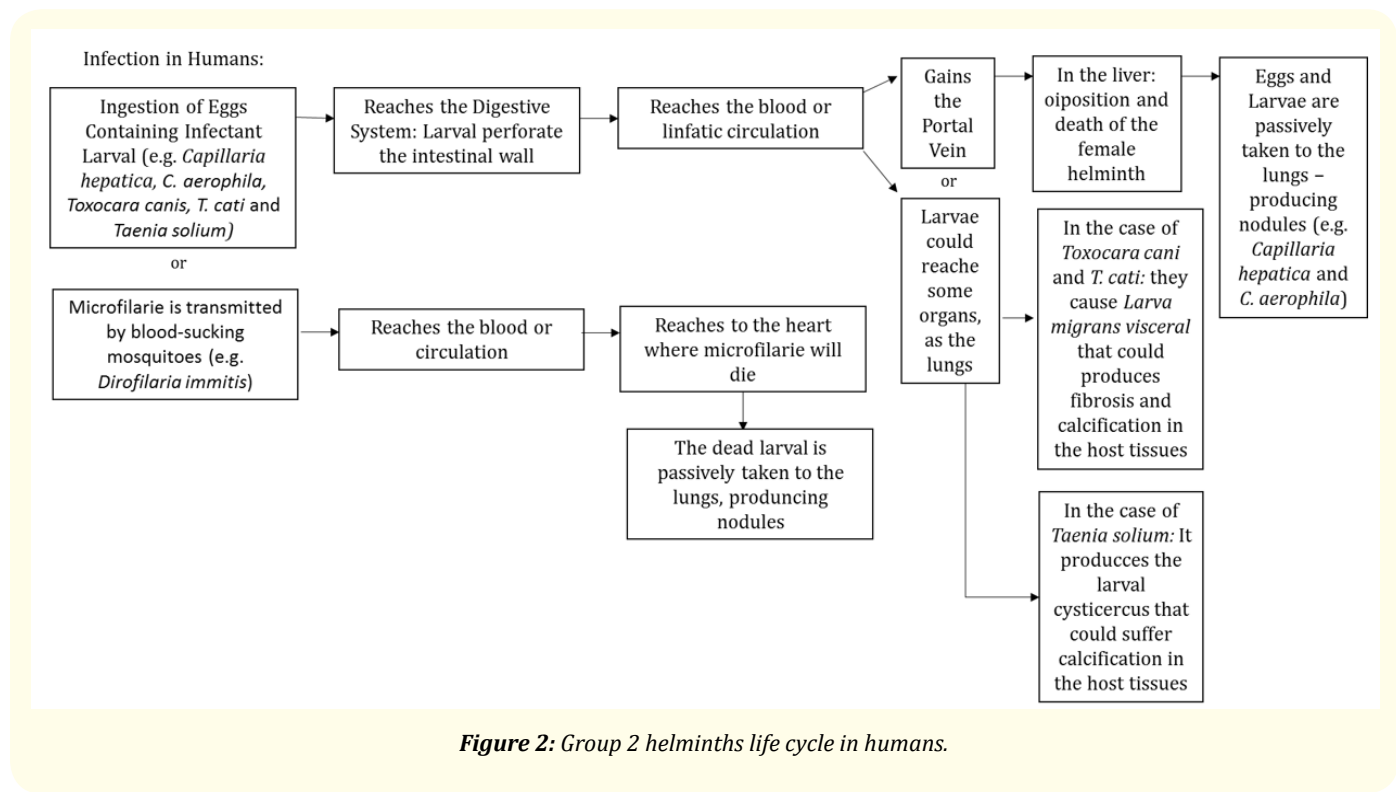 Infection in Humans:
Ingestion of Eggs
Containing Infectant
Larval (e.g. Capillaria
hepatica, C. aerophila,
Toxocara canis, T. cati and
Taenia solium)
or
Microfilarie is transmitted
by blood-sucking
mosquitoes (e.g.
Dirofilaria immitis)
Reaches the Digestive
System: Larval perforate
the intestinal wall
Reaches the blood or
circulation
Reaches the blood or
linfatic circulation
Reaches to the heart
where microfilarie will
die
The dead larval is
passively taken to the
lungs, produncing
nodules
Gains
the
Portal
Vein
or
Larvae
could
reache
some
organs,
as the
lungs
In the liver:
oiposition and
death of the
female
helminth
In the case of
Toxocara cani
and T. cati: they
cause Larva
migrans visceral
that could
produces
fibrosis and
calcification in
the host tissues
In the case of
Taenia solium: It
producces the
larval
cysticercus that
could suffer
calcification in
the host tissues
Eggs and
Larvae are
passively
taken to the
lungs –
producing
nodules (e.g.
Capillaria
hepatica and
C. aerophila)
Figure 2: Group 2 helminths life cycle in humans.